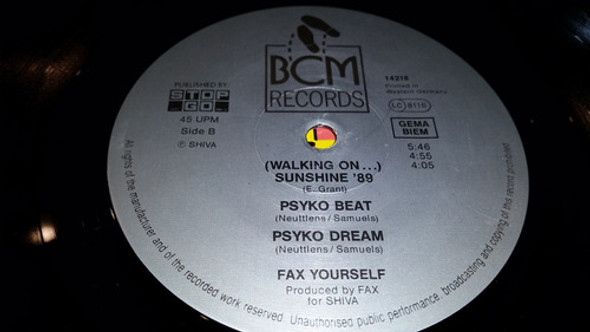 BCM
RECORDS
PUBLISHED BY
STOP
GO.
45 UPM
Side B
Ⓟ SHIVA
14218
Printed in
Western Germany
LC 8116
GEMA
BIEM
5:46
4:55
4:05
(WALKING ON...)
SUNSHINE '89
(E. Grant)
PSYKO BEAT
(Neuttiens / Samuels)
PSYKO DREAM
(Neuttiens / Samuels)
FAX YOURSELF
Produced by FAX
for SHIVA
All rights of the manufacturer and of the recorded work reserved. Unauthorised public performance, broadcasting and copying of this record prohibited